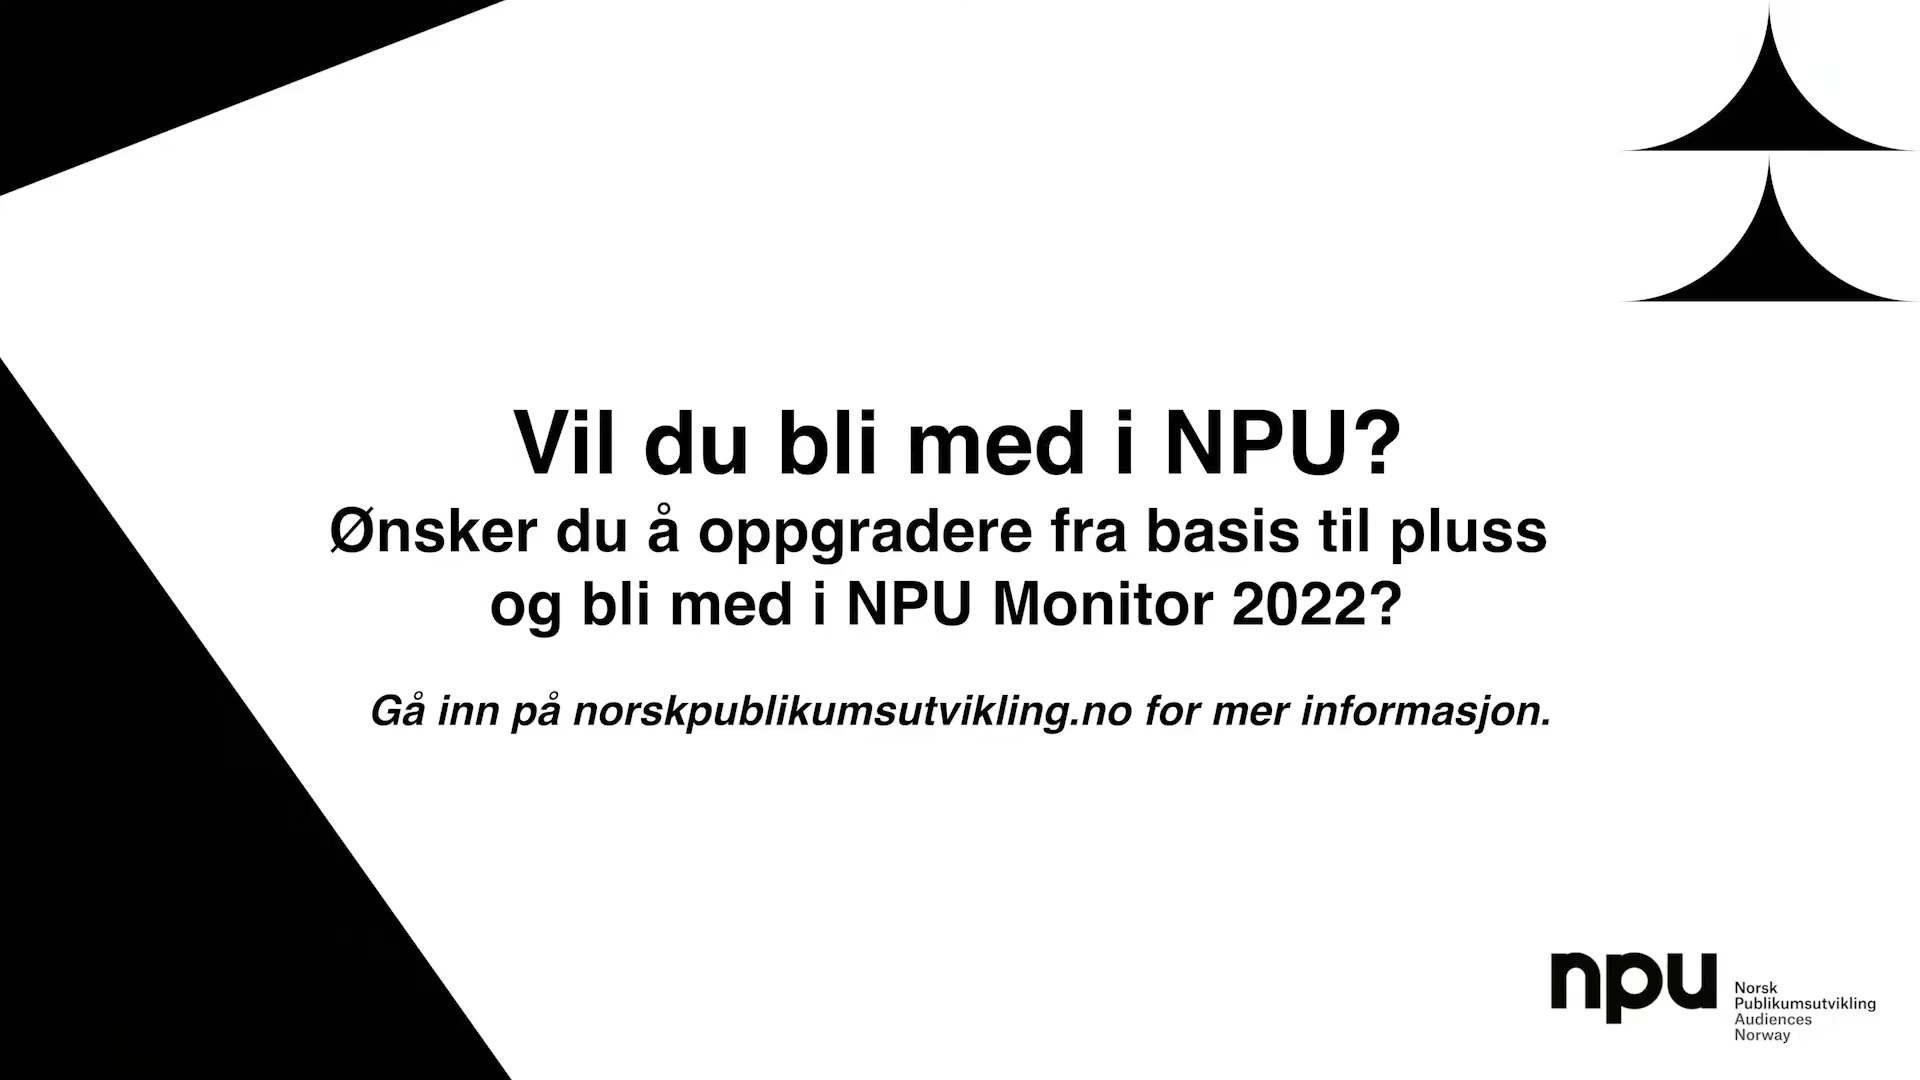 Vil du bli med i NPU?
Ønsker du å oppgradere fra basis til pluss
og bli med i NPU Monitor 2022?
Gå inn på norskpublikumsutvikling.no for mer informasjon.
npu
Norsk
Publikumsutvikling
Audiences
Norway